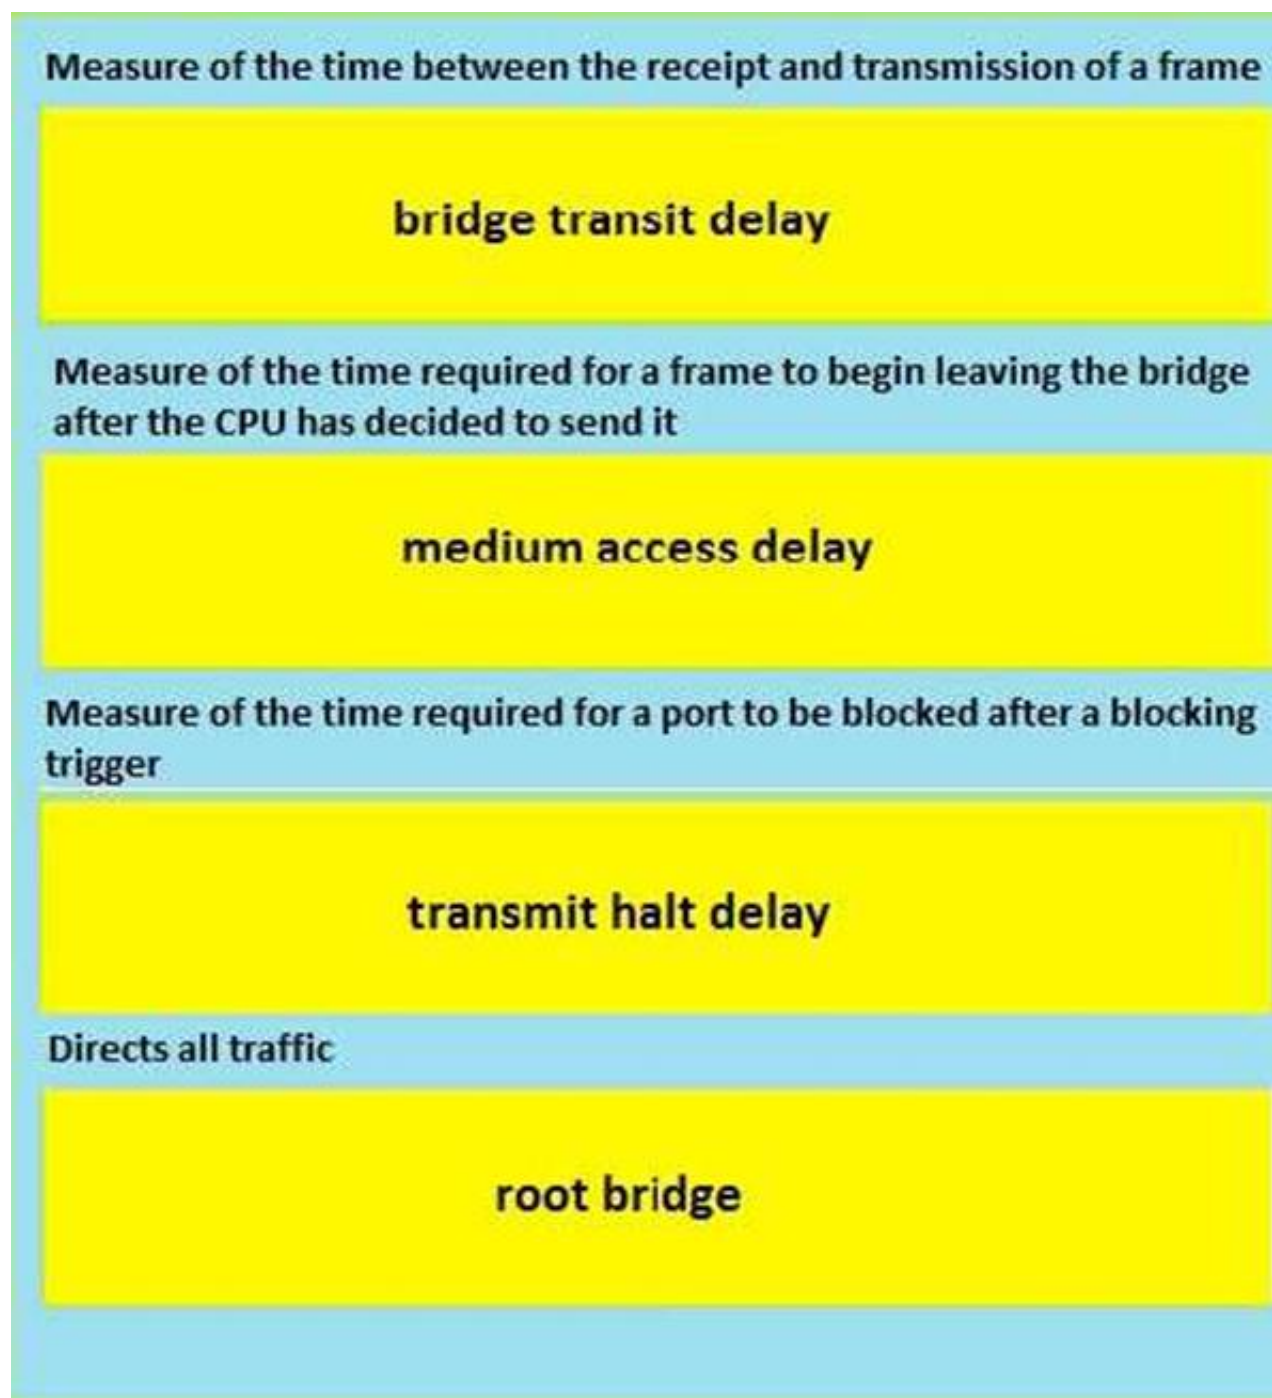 Measure of the time between the receipt and transmission of a frame
bridge transit delay
Measure of the time required for a frame to begin leaving the bridge
after the CPU has decided to send it
medium access delay
Measure of the time required for a port to be blocked after a blocking
trigger
transmit halt delay
Directs all traffic
root bridge